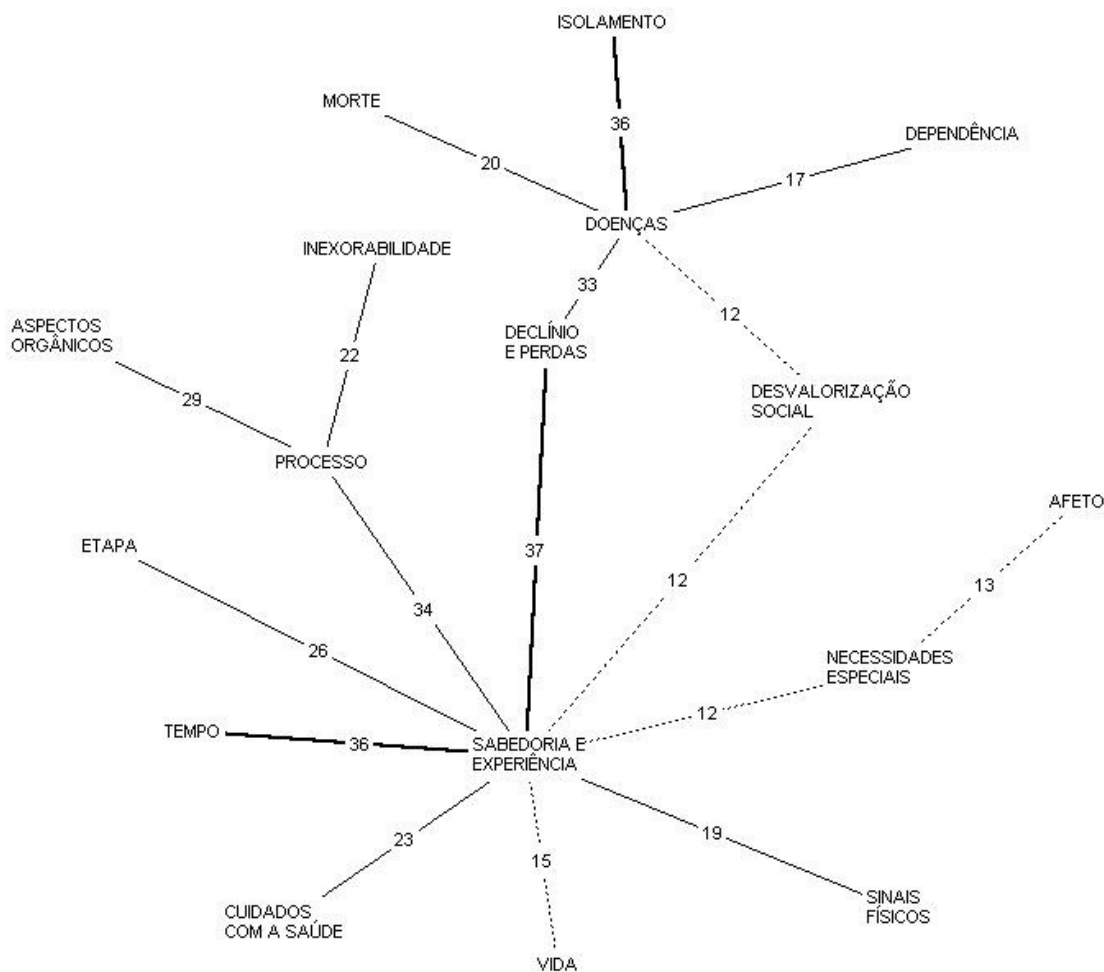 ISOLAMENTO
MORTE
36
DEPENDÊNCIA
20
17
DOENÇAS
INEXORABILIDADE
33
12
ASPECTOS
ORGÂNICOS
DECLÍNIO
E PERDAS
22
29
DESVALORIZAÇÃO
SOCIAL
PROCESSO
AFETO
ETAPA
37
12
13
34
26
NECESSIDADES
ESPECIAIS
12
TEMPO
36
SABEDORIA E
EXPERIÊNCIA
23
15
19
CUIDADOS
COM A SAÚDE
SINAIS
FÍSICOS
VIDA